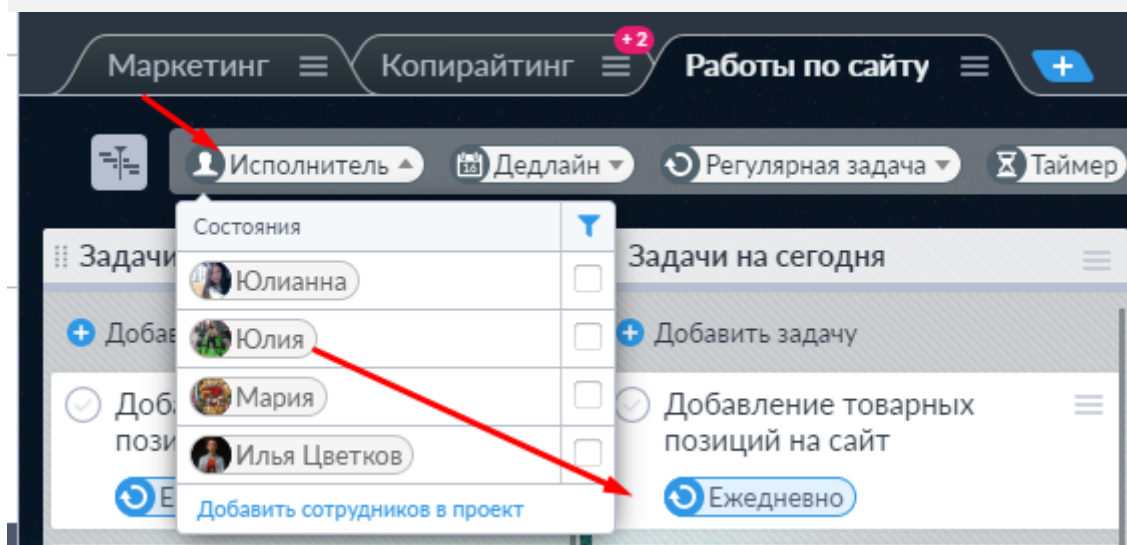 +2
Маркетинг Копирайтинг Работы по сайту
Исполнитель Дедлайн Регулярная задача Таймер
Состояния
Задачи Задачи на сегодня
Юлианна
Юлия
Добавить задачу
Мария
Добавление товарных
позиций на сайт
Илья Цветков
Ежедневно
Добавить сотрудников в проект